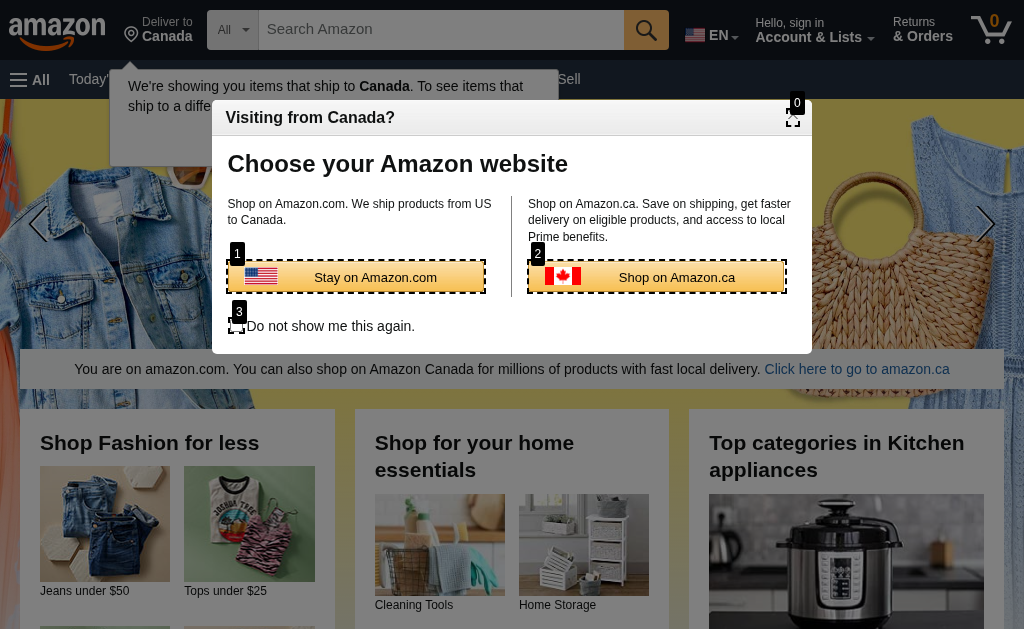 amazon
Deliver to
Canada
All
Search Amazon
EN
Hello, sign in
Account & Lists
Returns
& Orders
0
All
Today'
Sell
We're showing you items that ship to Canada. To see items that
ship to a diffe
Visiting from Canada?
0
Choose your Amazon website
Shop on Amazon.com. We ship products from US
to Canada.
1
Stay on Amazon.com
Shop on Amazon.ca. Save on shipping, get faster
delivery on eligible products, and access to local
Prime benefits.
2
Shop on Amazon.ca
3
Do not show me this again.
You are on amazon.com. You can also shop on Amazon Canada for millions of products with fast local delivery. Click here to go to amazon.ca
Shop Fashion for less
Jeans under $50
Tops under $25
Shop for your home
essentials
Cleaning Tools
Home Storage
Top categories in Kitchen
appliances